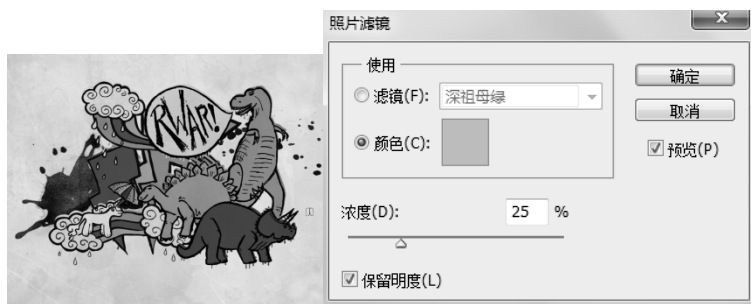 RWAR!
照片滤镜
使用
滤镜(F): 深祖母绿
颜色(C):
浓度(D): 25 %
保留明度(L)
确定
取消
预览(P)